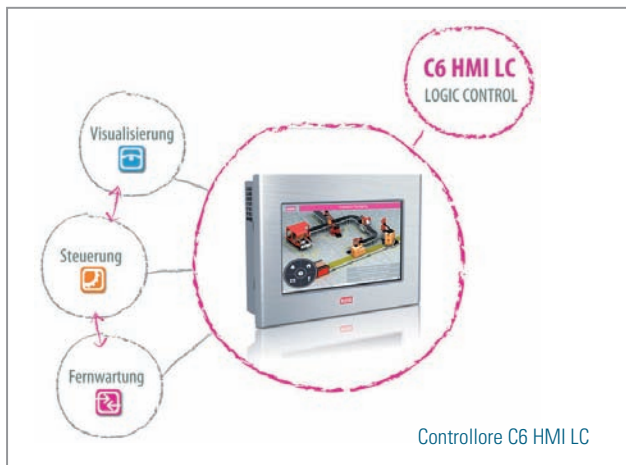 C6 HMI LC
LOGIC CONTROL
Visualisierung
Steuerung
Fernwartung
Controllore C6 HMI LC